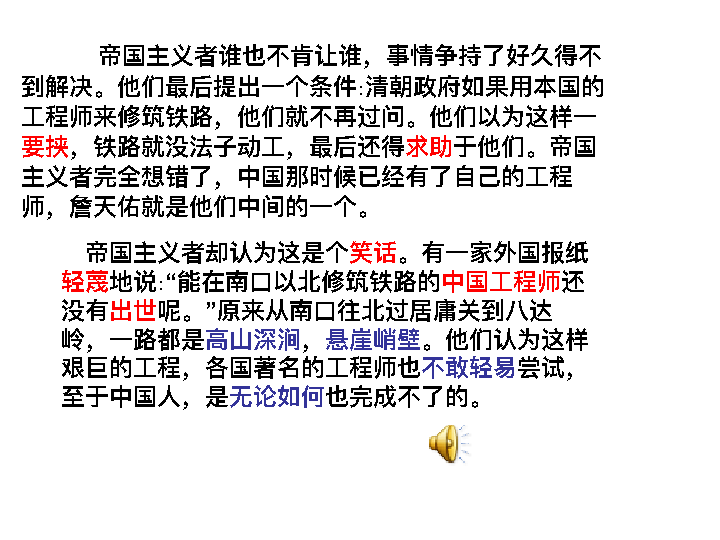 帝国主义者谁也不肯让谁，事情争持了好久得不
到解决。他们最后提出一个条件:清朝政府如果用本国的
工程师来修筑铁路，他们就不再过问。他们以为这样一
要挟，铁路就没法子动工，最后还得求助于他们。帝国
主义者完全想错了，中国那时候已经有了自己的工程
师，詹天佑就是他们中间的一个。
帝国主义者却认为这是个笑话。有一家外国报纸
轻蔑地说:“能在南口以北修筑铁路的中国工程师还
没有出世呢。”原来从南口往北过居庸关到八达
岭，一路都是高山深涧，悬崖峭壁。他们认为这样
艰巨的工程，各国著名的工程师也不敢轻易尝试，
至于中国人，是无论如何也完成不了的。